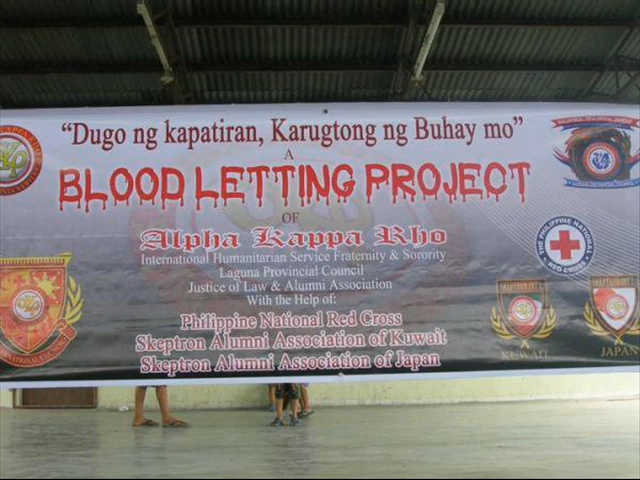 "Dugo ng kapatiran, Karugtong ng Buhay mo"
A
BLOOD LETTING PROJECT
OF
Alpha Kappa Rho
International Humanitarian Service Fraternity & Sorority
Laguna Provincial Council
Justice of Law & Alumni Association
With the Help of:
Philippine National Red Cross
Skeptron Alumni Association of Kuwait
Skeptron Alumni Association of Japan
THE PHILIPPINE NATIONAL
RED CROSS
KUWAIT
JAPAN